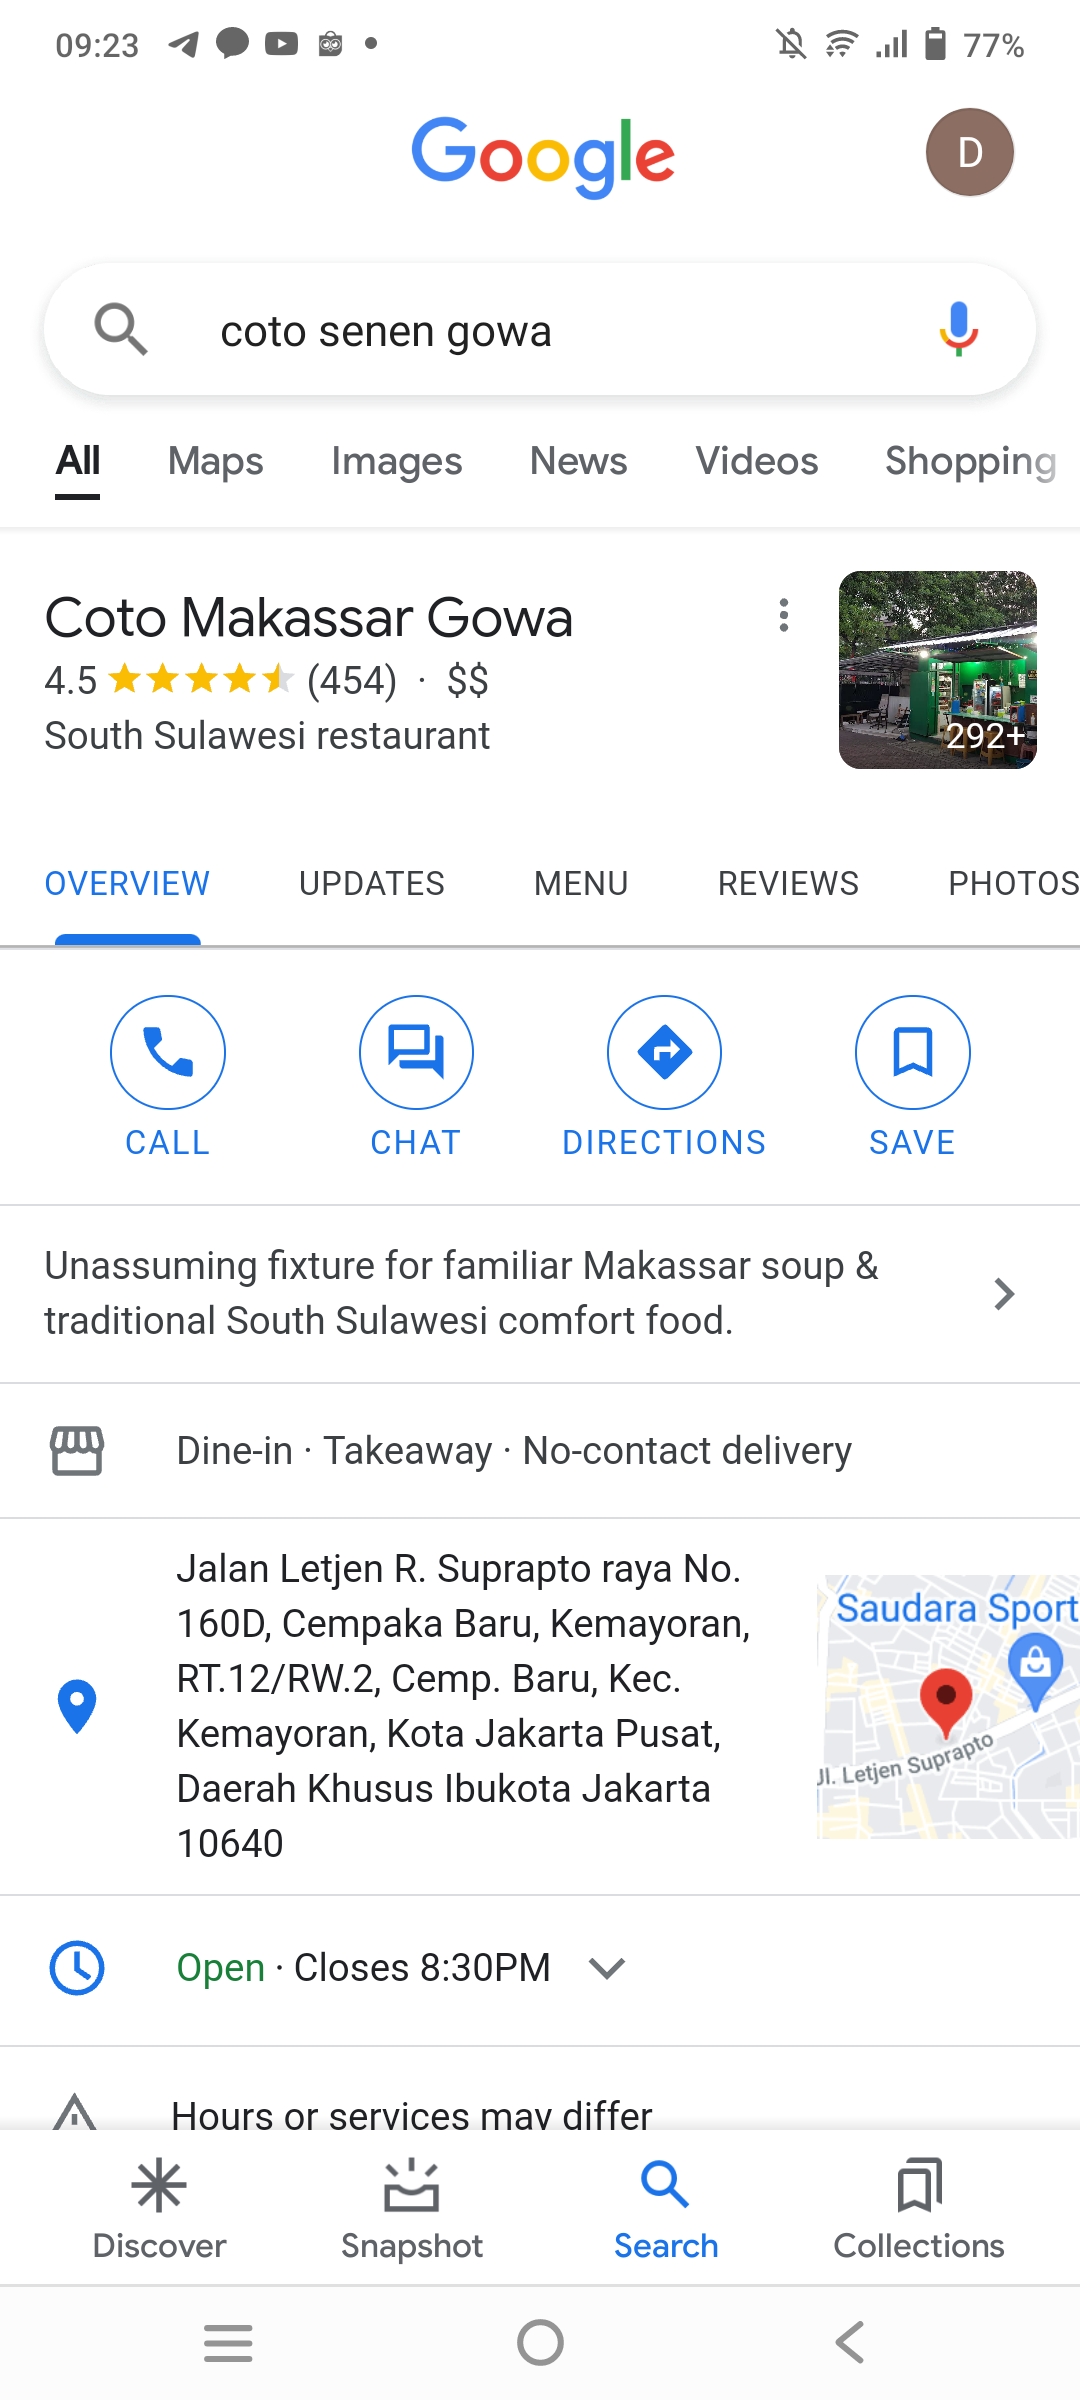 09:23
77%
Google
D
coto senen gowa
All Maps Images News Videos Shopping
Coto Makassar Gowa
4.5 (454) · $$
South Sulawesi restaurant
292+
OVERVIEW UPDATES MENU REVIEWS PHOTOS
CALL CHAT DIRECTIONS SAVE
Unassuming fixture for familiar Makassar soup &
traditional South Sulawesi comfort food.
Dine-in · Takeaway · No-contact delivery
Jalan Letjen R. Suprapto raya No.
160D, Cempaka Baru, Kemayoran,
RT.12/RW.2, Cemp. Baru, Kec.
Kemayoran, Kota Jakarta Pusat,
Daerah Khusus Ibukota Jakarta
10640
Saudara Sport
Jl. Letjen Suprapto
Open · Closes 8:30PM
Hours or services may differ
Discover Snapshot Search Collections